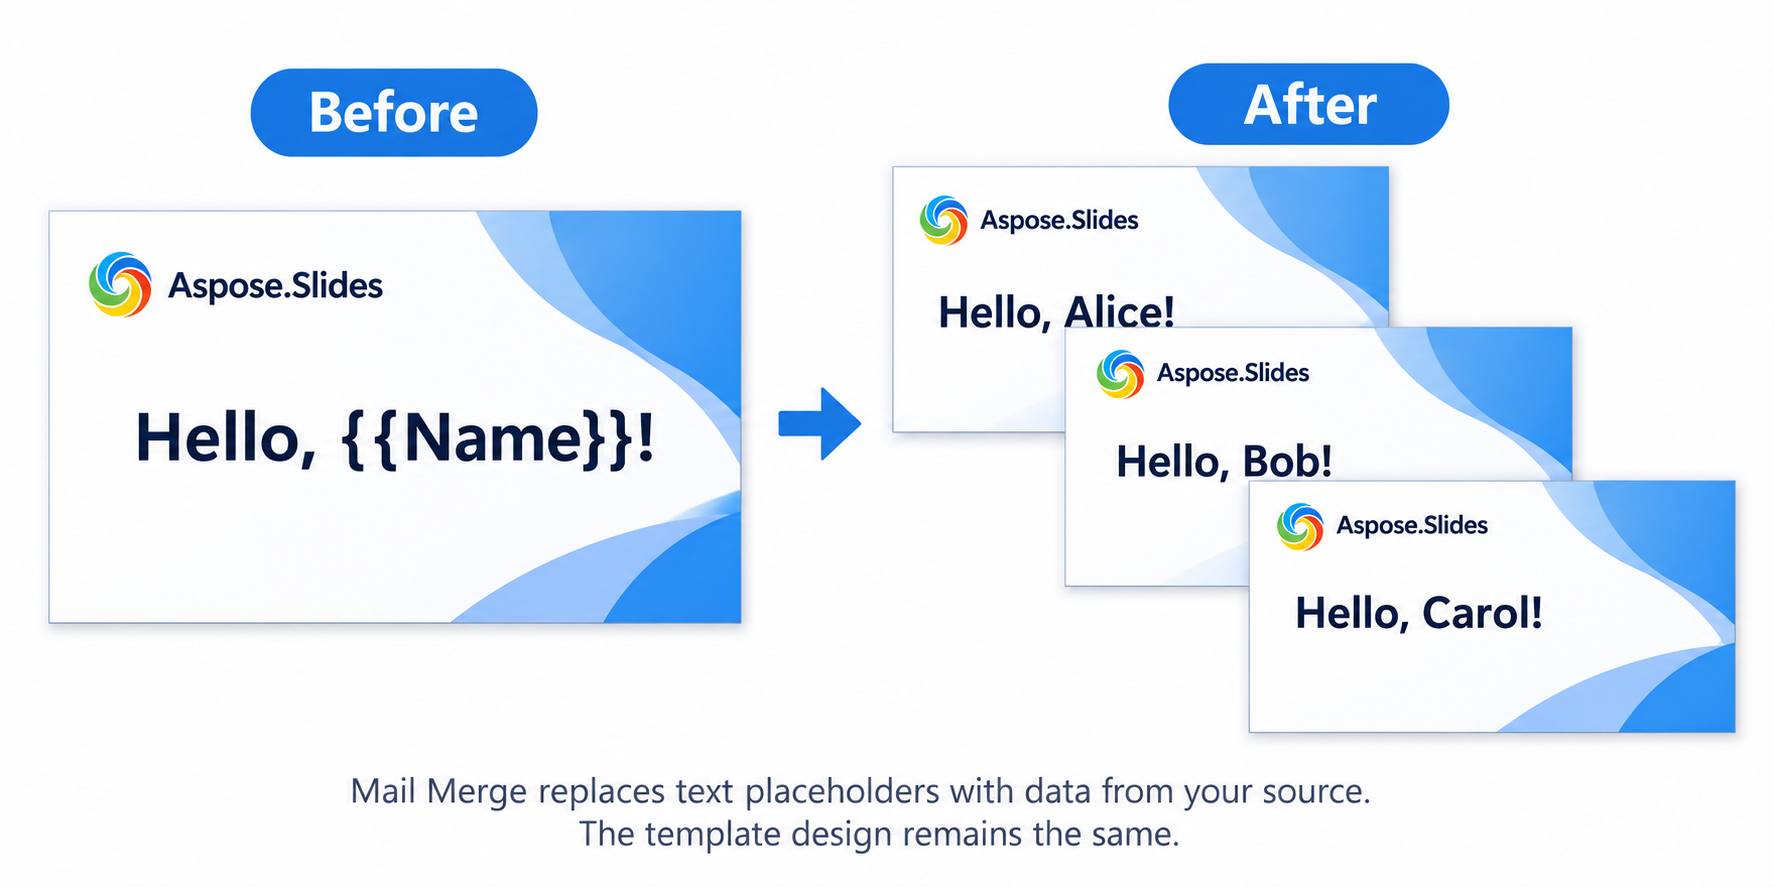 Before
Aspose.Slides
Hello, {{Name}}!
After
Aspose.Slides
Hello, Alice!
Aspose.Slides
Hello, Bob!
Aspose.Slides
Hello, Carol!
Mail Merge replaces text placeholders with data from your source.
The template design remains the same.